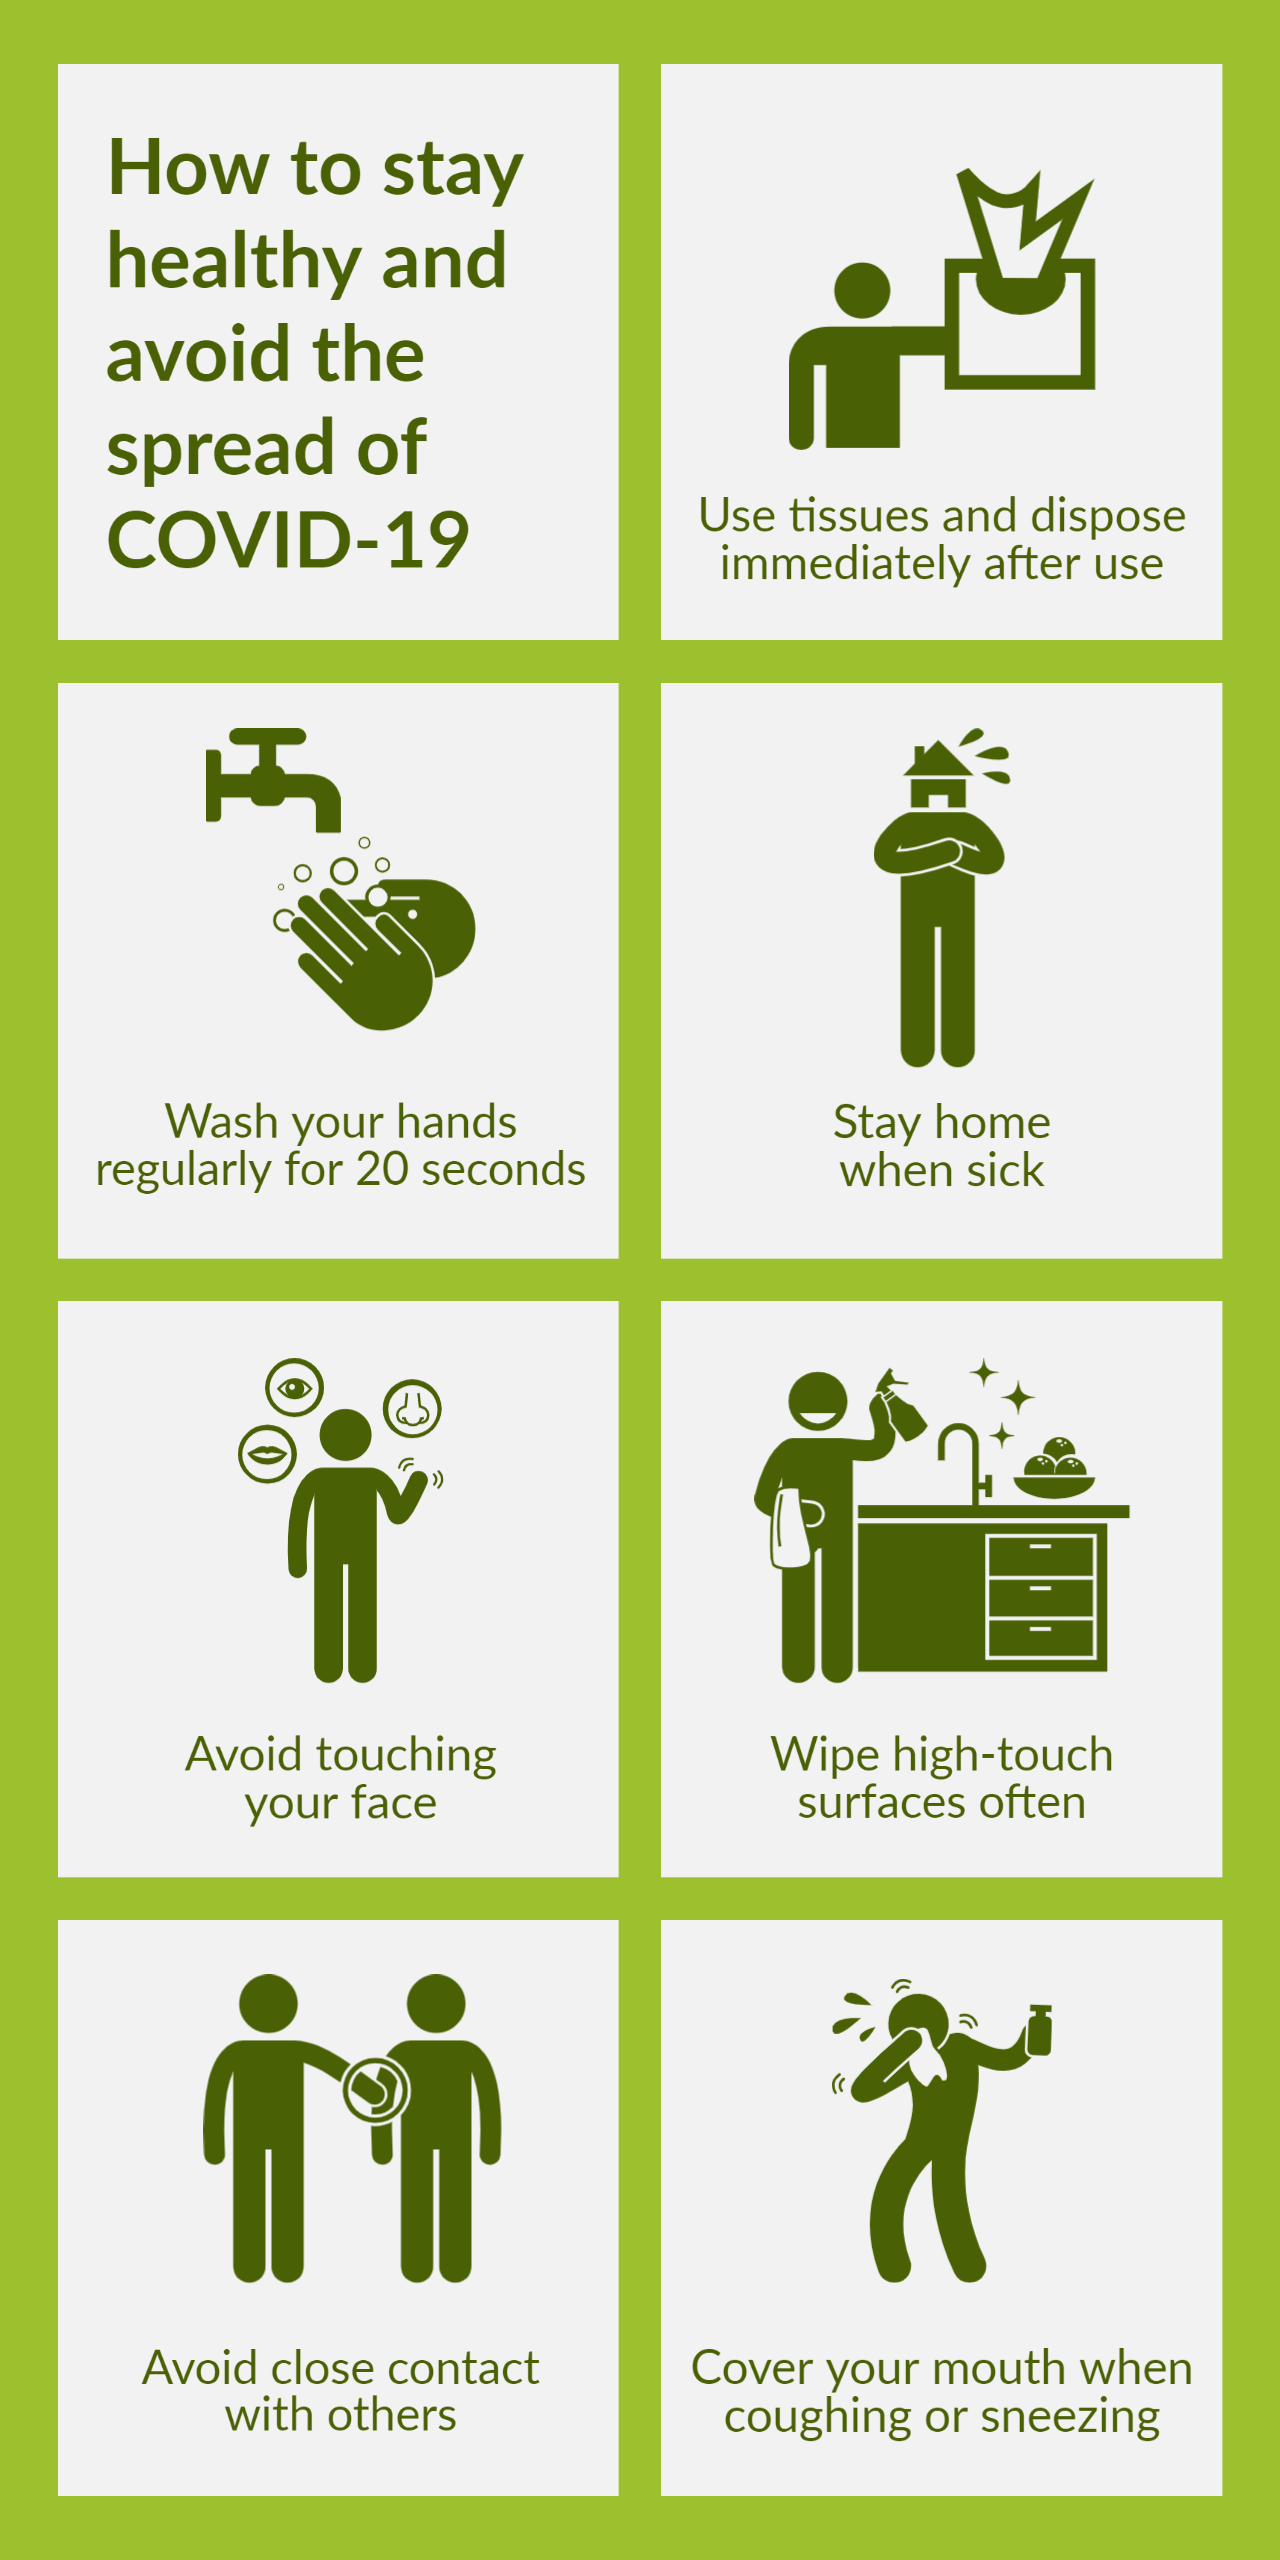 How to stay
healthy and
avoid the
spread of
COVID-19
Use tissues and dispose
immediately after use
Wash your hands
regularly for 20 seconds
Stay home
when sick
Avoid touching
your face
Wipe high-touch
surfaces often
Avoid close contact
with others
Cover your mouth when
coughing or sneezing